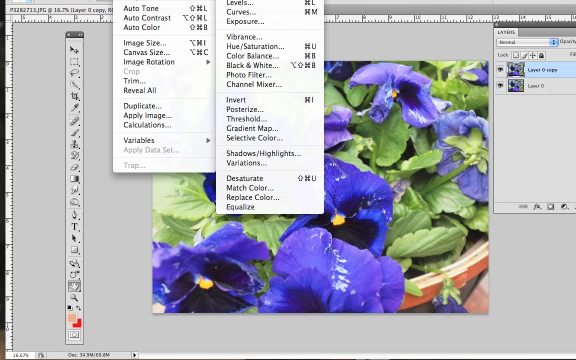 P3282713.JPG @ 16.7% (Layer 0 copy, R
Auto Tone ⇧⌘L
Auto Contrast ⌥⇧⌘L
Auto Color ⇧⌘B
Image Size... ⌥⌘I
Canvas Size... ⌥⌘C
Image Rotation
Crop
Trim...
Reveal All
Duplicate...
Apply Image...
Calculations...
Variables
Apply Data Set...
Trap...
Levels... ⌘L
Curves... ⌘M
Exposure...
Vibrance...
Hue/Saturation... ⌘U
Color Balance... ⌘B
Black & White... ⌥⇧⌘B
Photo Filter...
Channel Mixer...
Invert ⌘I
Posterize...
Threshold...
Gradient Map...
Selective Color...
Shadows/Highlights...
Variations...
Desaturate ⇧⌘U
Match Color...
Replace Color...
Equalize
LAYERS
Normal Opacity
Lock: Fill
Layer 0 copy
Layer 0
16.67% Doc: 34.9M/69.8M